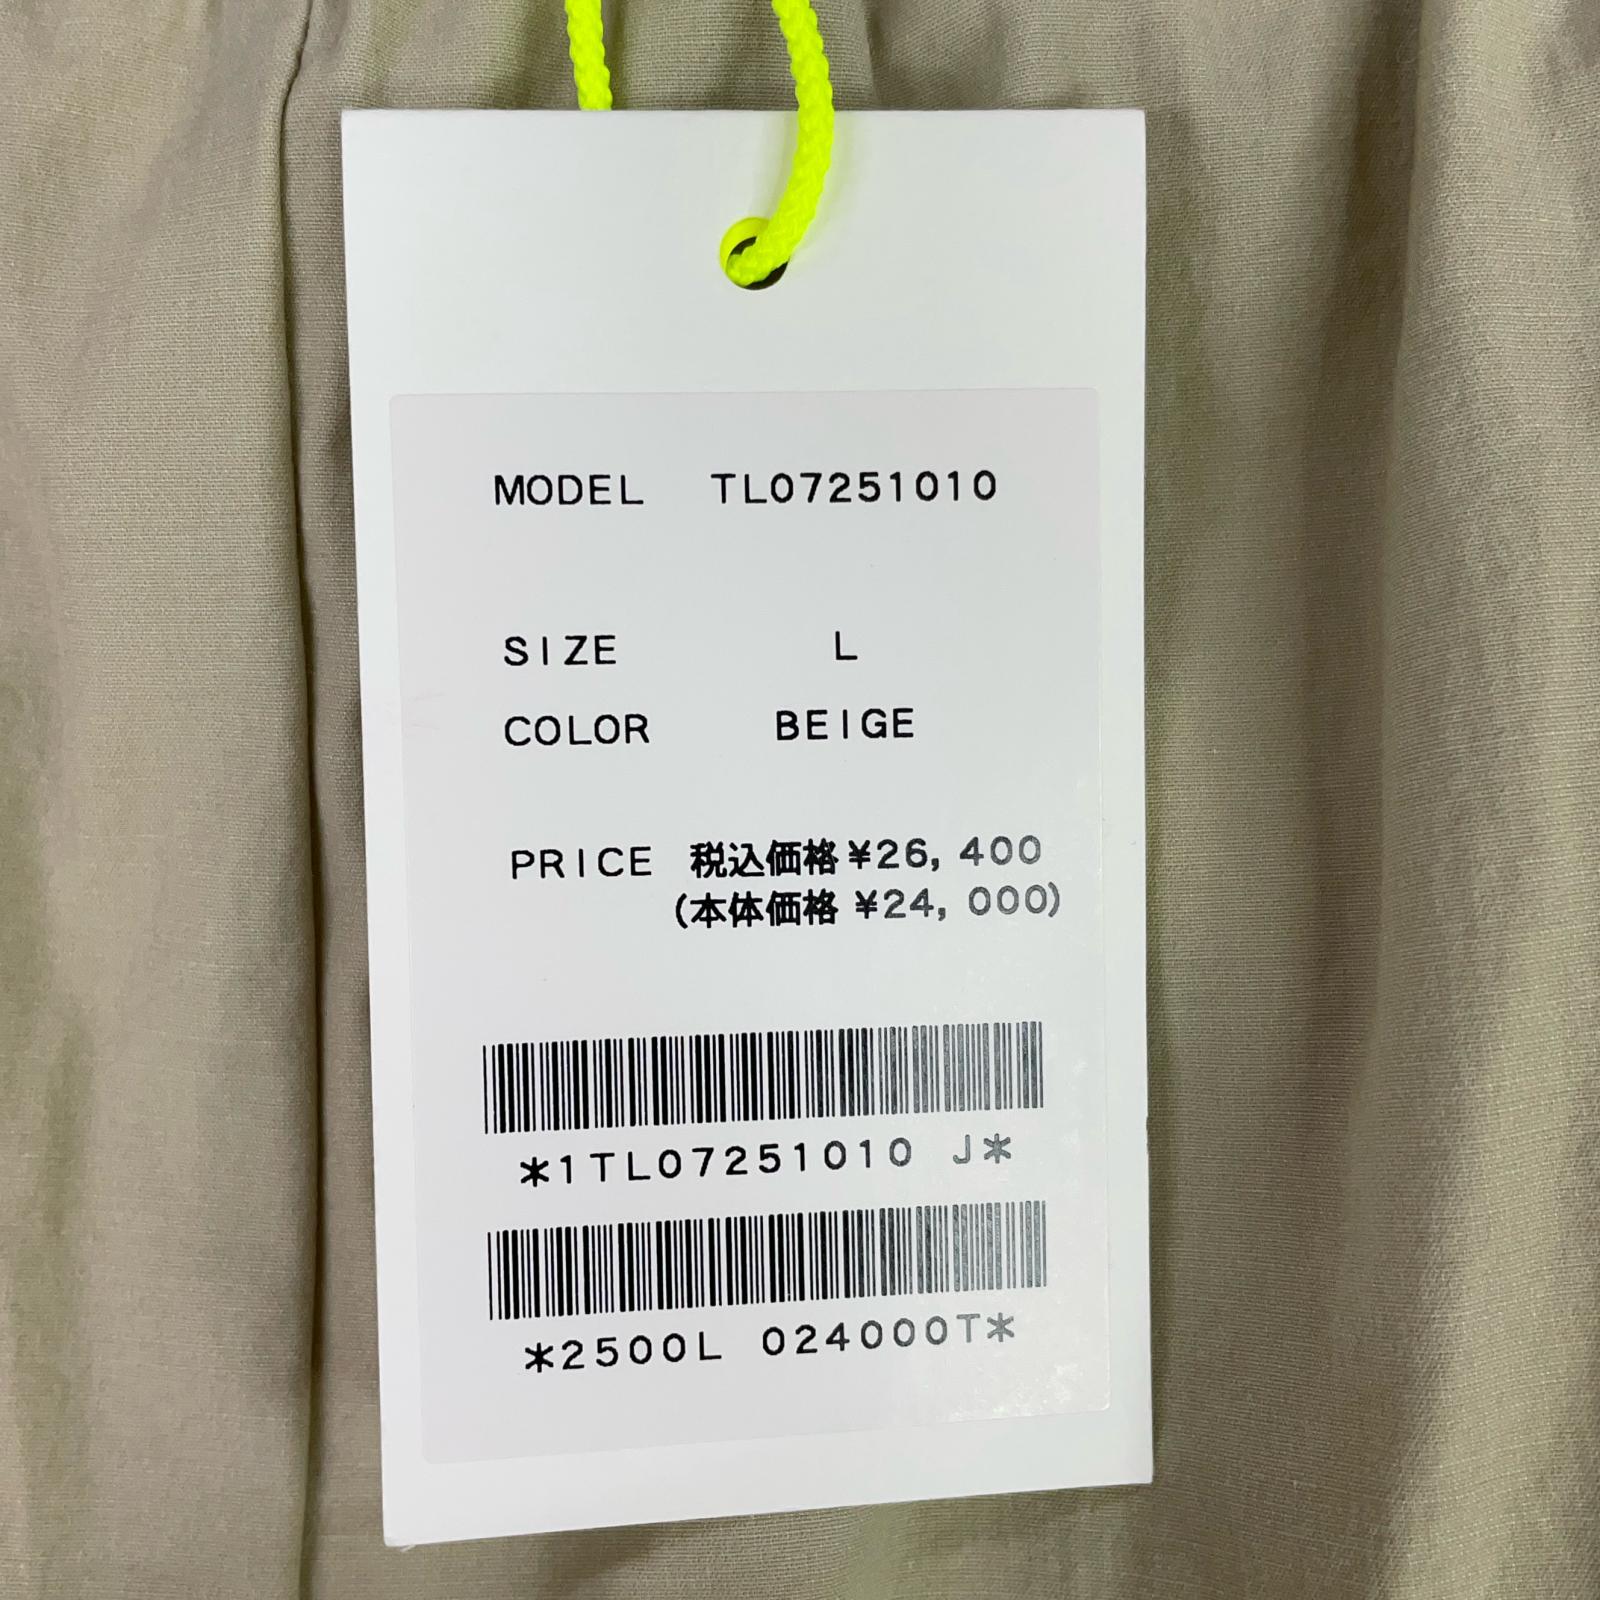 MODEL TL07251010
SIZE L
COLOR BEIGE
PRICE 税込価格 ¥26, 400
(本体価格 ¥24, 000)
*1TL07251010 J*
*2500L 024000T*